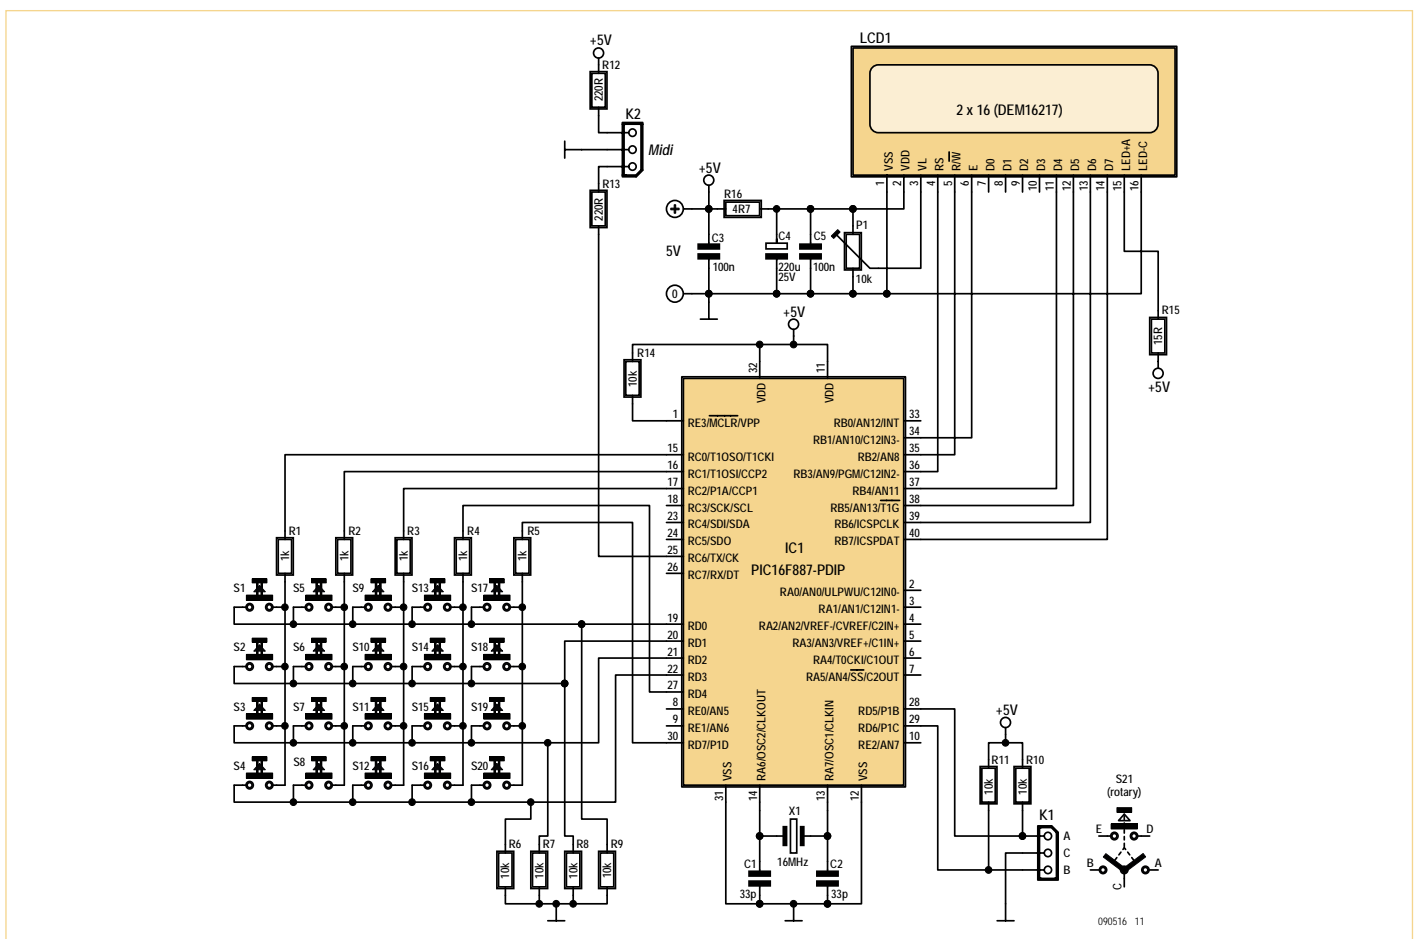 LCD1
2 x 16 (DEM16217)
VSS
VDD
VL
RS
R/W
E
D0
D1
D2
D3
D4
D5
D6
D7
LED+A
LED-C
1
2
3
4
5
6
7
8
9
10
11
12
13
14
15
16
+5V
R12
220R
K2
Midi
R13
220R
+5V
R16
4R7
+
5V
0
C3
100n
C4
220u
25V
C5
100n
P1
10k
R15
15R
+5V
+5V
R14
10k
32
VDD
11
VDD
1
RE3/MCLR/VPP
15
RC0/T1OSO/T1CKI
16
RC1/T1OSI/CCP2
17
RC2/P1A/CCP1
18
RC3/SCK/SCL
23
RC4/SDI/SDA
24
RC5/SDO
25
RC6/TX/CK
26
RC7/RX/DT
19
RD0
20
RD1
21
RD2
22
RD3
27
RD4
8
RE0/AN5
9
RE1/AN6
30
RD7/P1D
IC1
PIC16F887-PDIP
RB0/AN12/INT
33
RB1/AN10/C12IN3-
34
RB2/AN8
35
RB3/AN9/PGM/C12IN2-
36
RB4/AN11
37
RB5/AN13/T1G
38
RB6/ICSPCLK
39
RB7/ICSPDAT
40
RA0/AN0/ULPWU/C12IN0-
2
RA1/AN1/C12IN1-
3
RA2/AN2/VREF-/CVREF/C2IN+
4
RA3/AN3/VREF+/C1IN+
5
RA4/T0CKI/C1OUT
6
RA5/AN4/SS/C2OUT
7
RD5/P1B
28
RD6/P1C
29
RE2/AN7
10
VSS
31
RA6/OSC2/CLKOUT
14
RA7/OSC1/CLKIN
13
VSS
12
R1
1k
R2
1k
R3
1k
R4
1k
R5
1k
S1
S5
S9
S13
S17
S2
S6
S10
S14
S18
S3
S7
S11
S15
S19
S4
S8
S12
S16
S20
R6
10k
R7
10k
R8
10k
R9
10k
X1
16MHz
C1
33p
C2
33p
+5V
R11
10k
R10
10k
K1
A
C
B
S21
(rotary)
E
D
B
A
C
090516 11